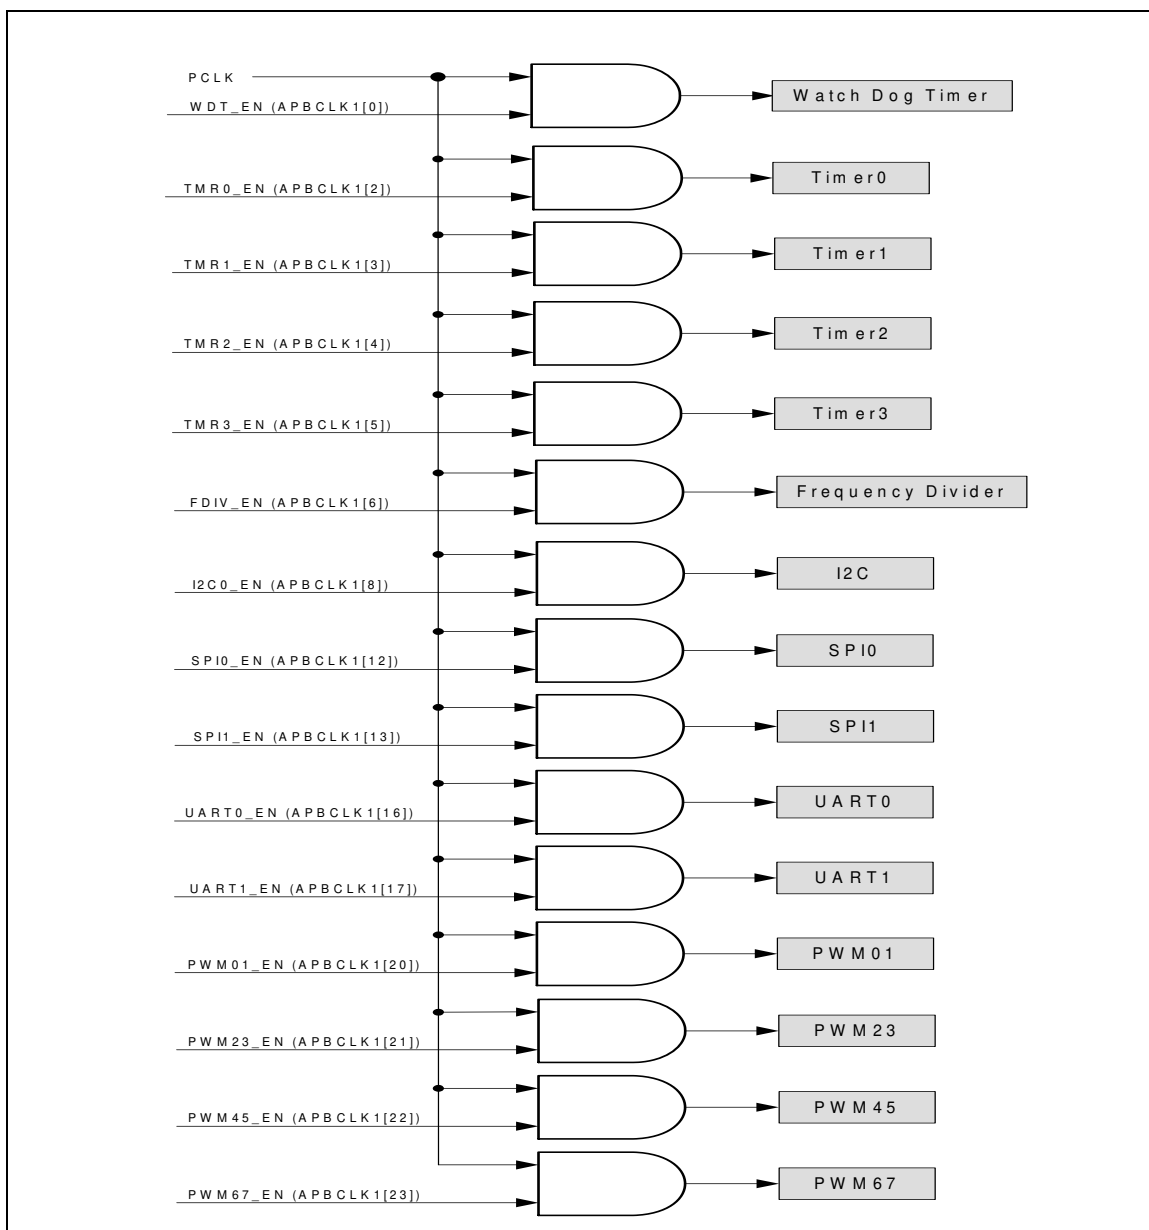 PCLK
WDT_EN (APBCLK1[0])
Watch Dog Timer
TMR0_EN (APBCLK1[2])
Timer0
TMR1_EN (APBCLK1[3])
Timer1
TMR2_EN (APBCLK1[4])
Timer2
TMR3_EN (APBCLK1[5])
Timer3
FDIV_EN (APBCLK1[6])
Frequency Divider
I2C0_EN (APBCLK1[8])
I2C
SPI0_EN (APBCLK1[12])
SPI0
SPI1_EN (APBCLK1[13])
SPI1
UART0_EN (APBCLK1[16])
UART0
UART1_EN (APBCLK1[17])
UART1
PWM01_EN (APBCLK1[20])
PWM01
PWM23_EN (APBCLK1[21])
PWM23
PWM45_EN (APBCLK1[22])
PWM45
PWM67_EN (APBCLK1[23])
PWM67